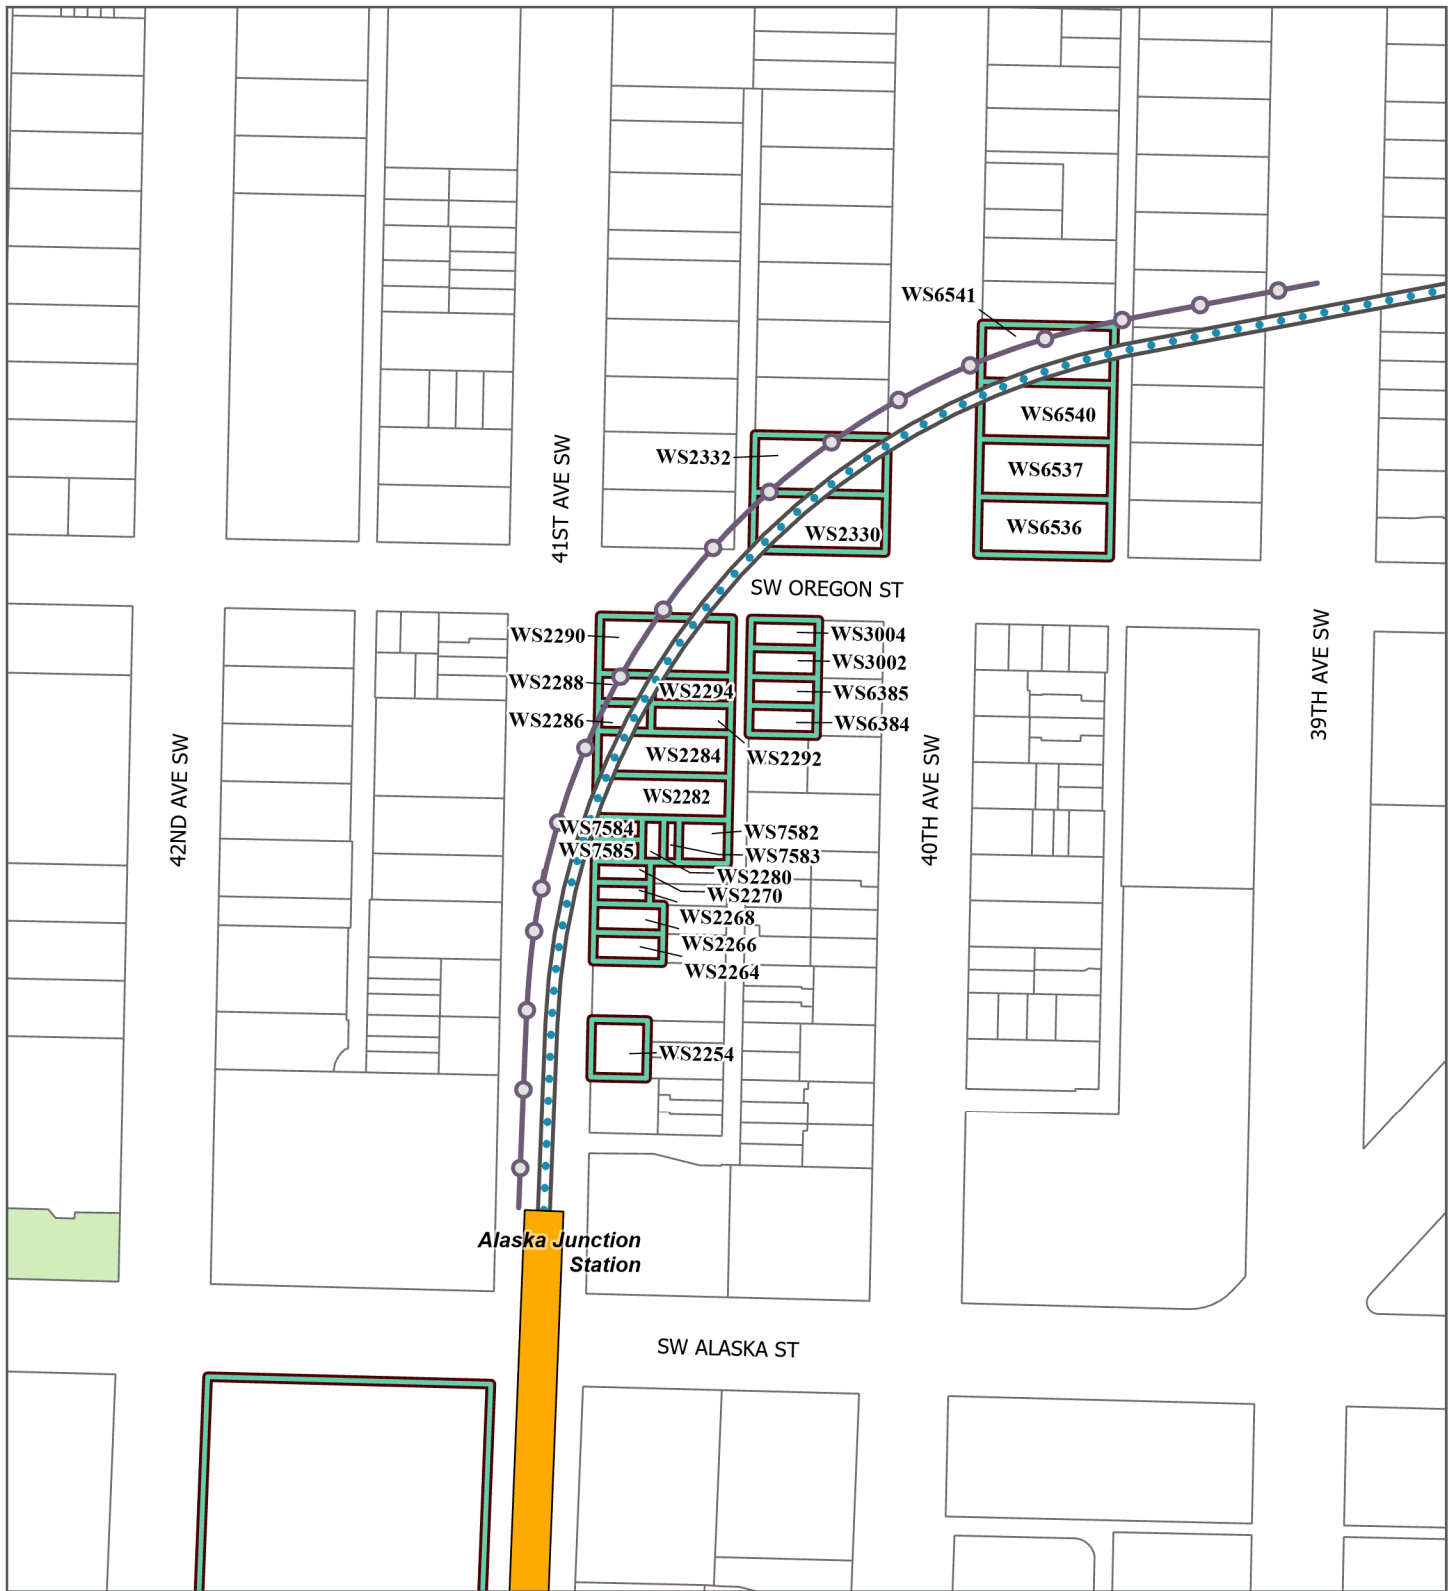 WS6541
WS6540
WS2332
WS6537
WS2330
WS6536
41ST AVE SW
SW OREGON ST
WS2290
WS3004
WS3002
WS2288
WS2294
WS6385
WS2286
WS6384
WS2284
WS2292
WS2282
WS7584
WS7582
WS7585
WS7583
WS2280
WS2270
WS2268
WS2266
WS2264
42ND AVE SW
40TH AVE SW
39TH AVE SW
WS2254
Alaska Junction
Station
SW ALASKA ST